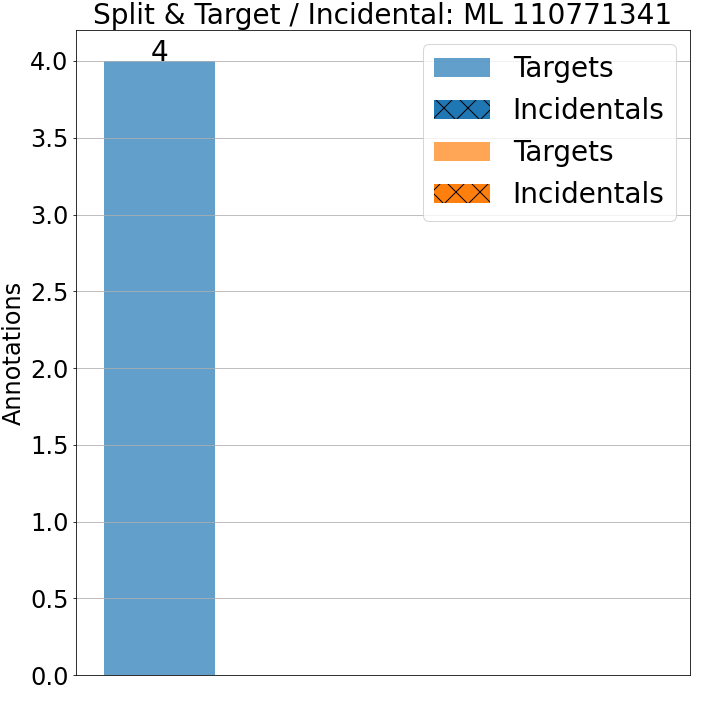 Split & Target / Incidental: ML 110771341
4
4.0
3.5
3.0
2.5
2.0
1.5
1.0
0.5
0.0
Annotations
Targets
Incidentals
Targets
Incidentals